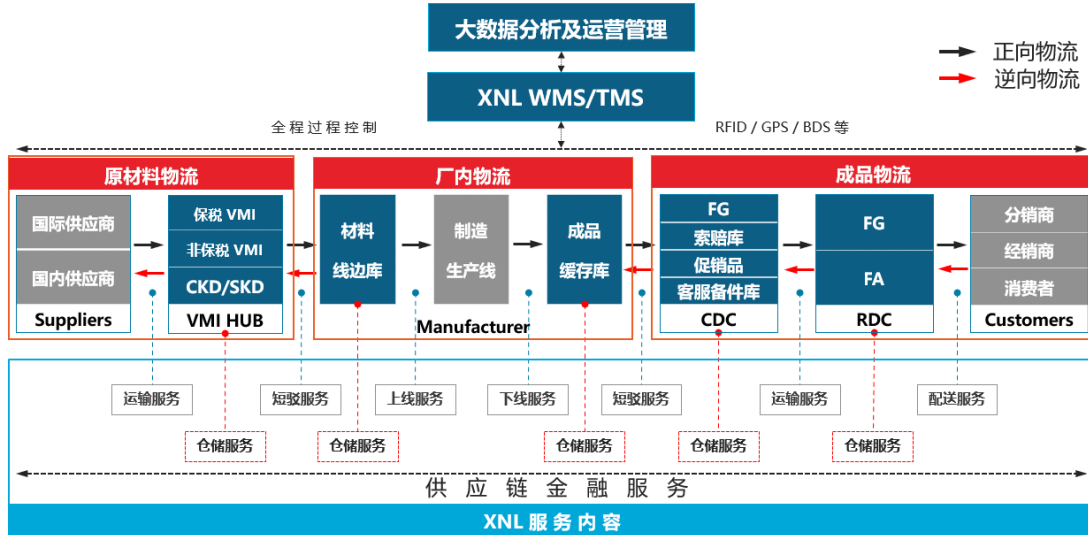 大数据分析及运营管理
正向物流
逆向物流
XNL WMS/TMS
全程过程控制
RFID / GPS / BDS 等
原材料物流
厂内物流
成品物流
国际供应商
国内供应商
Suppliers
保税 VMI
非保税 VMI
CKD/SKD
VMI HUB
材料
线边库
制造
生产线
成品
缓存库
Manufacturer
FG
索赔库
促销品
客服备件库
CDC
FG
FA
RDC
分销商
经销商
消费者
Customers
运输服务
短驳服务
上线服务
下线服务
短驳服务
运输服务
配送服务
仓储服务
仓储服务
仓储服务
仓储服务
仓储服务
供应链金融服务
XNL 服务内容